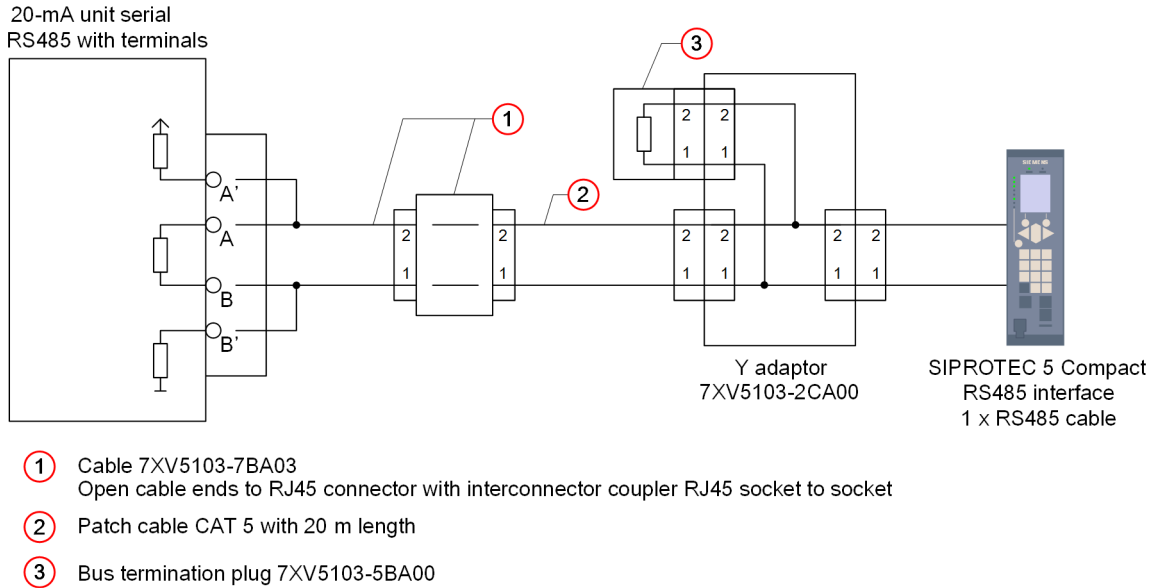 20-mA unit serial
RS485 with terminals
3
2 2
1 1
1
A'
2
A
2 2 2 2 2 2
1 1 1 1 1 1
B
B'
SIEMENS
Y adaptor
7XV5103-2CA00
SIPROTEC 5 Compact
RS485 interface
1 x RS485 cable
1 Cable 7XV5103-7BA03
Open cable ends to RJ45 connector with interconnector coupler RJ45 socket to socket
2 Patch cable CAT 5 with 20 m length
3 Bus termination plug 7XV5103-5BA00